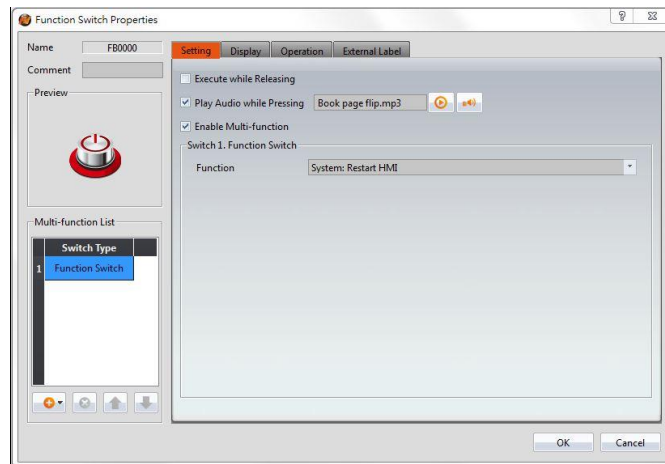 Function Switch Properties
Name FB0000
Comment
Preview
Multi-function List
Switch Type
1 Function Switch
Setting Display Operation External Label
Execute while Releasing
Play Audio while Pressing Book page flip.mp3
Enable Multi-function
Switch 1. Function Switch
Function System: Restart HMI
OK Cancel